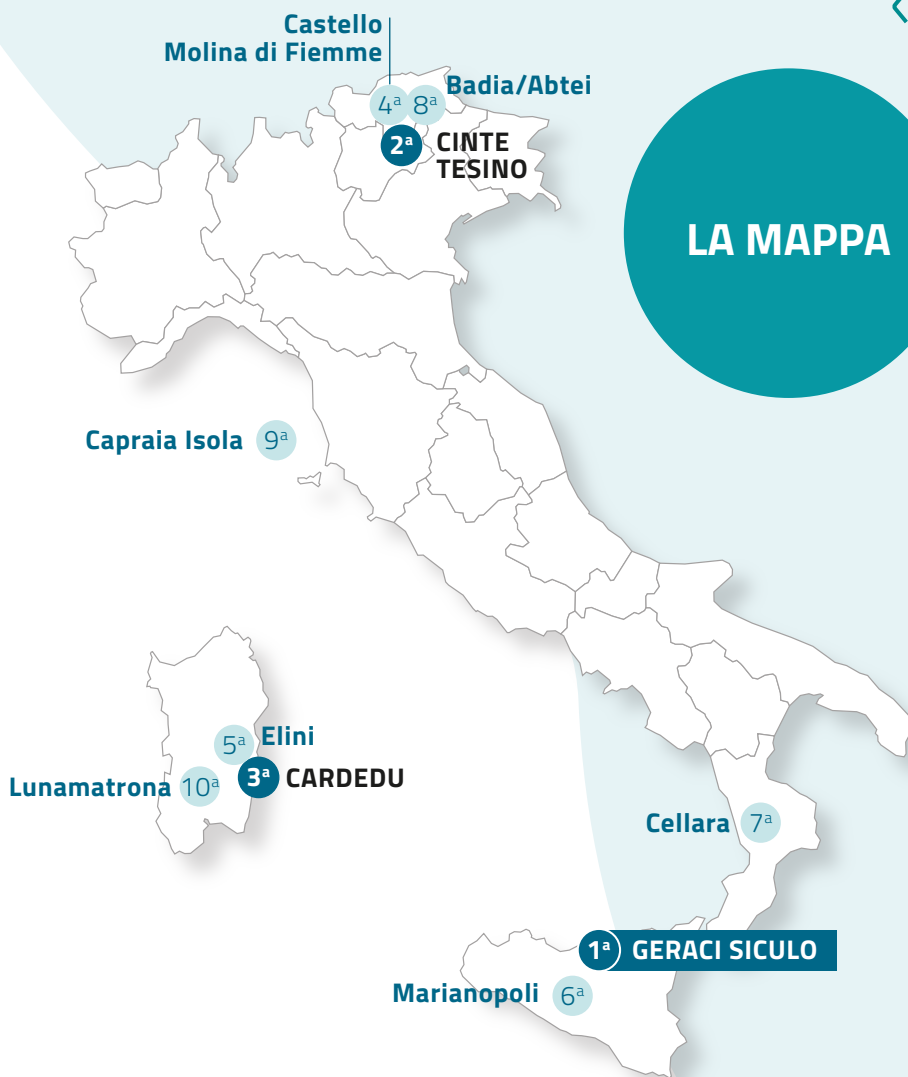 Castello
Molina di Fiemme
4ª
8ª
Badia/Abtei
2ª
CINTE
TESINO
LA MAPPA
Capraia Isola
9ª
5ª
Elini
Lunamatrona
10ª
3ª
CARDEDU
Cellara
7ª
1ª
GERACI SICULO
Marianopoli
6ª